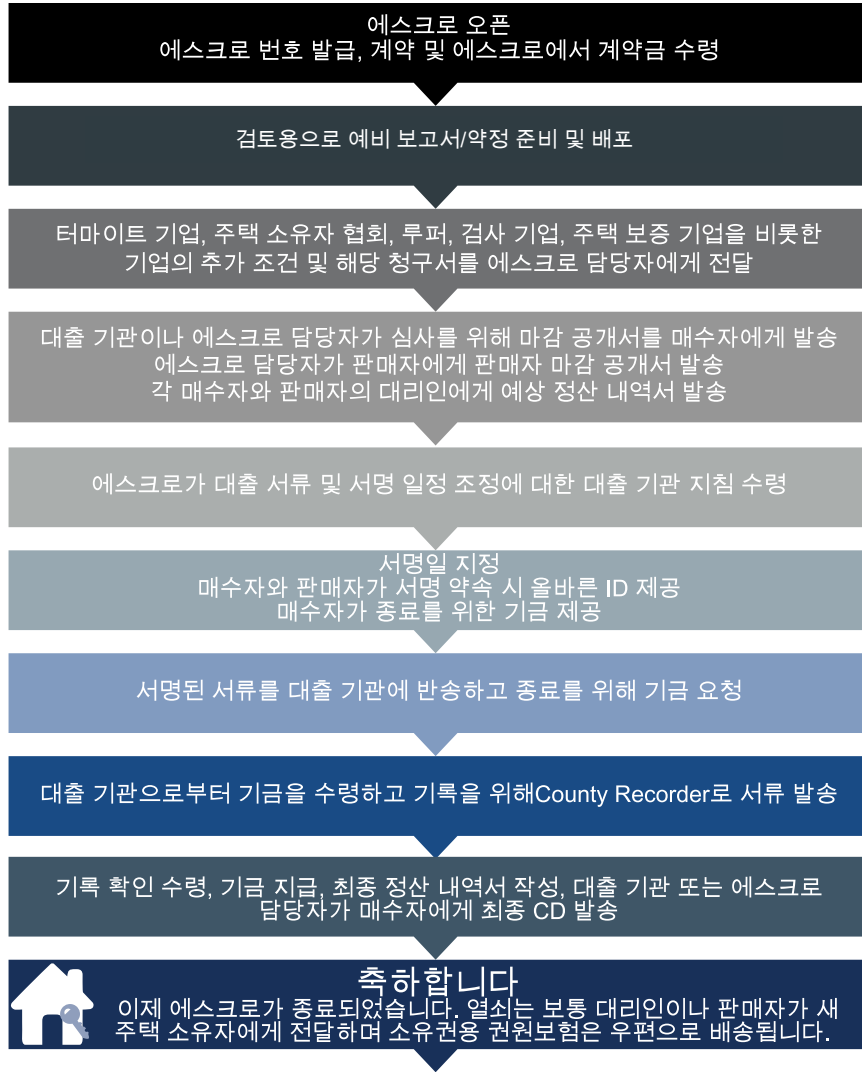 에스크로 오픈
에스크로 번호 발급, 계약 및 에스크로에서 계약금 수령
검토용으로 예비 보고서/약정 준비 및 배포
터마이트 기업, 주택 소유자 협회, 루퍼, 검사 기업, 주택 보증 기업을 비롯한
기업의 추가 조건 및 해당 청구서를 에스크로 담당자에게 전달
대출 기관이나 에스크로 담당자가 심사를 위해 마감 공개서를 매수자에게 발송
에스크로 담당자가 판매자에게 판매자 마감 공개서 발송
각 매수자와 판매자의 대리인에게 예상 정산 내역서 발송
에스크로가 대출 서류 및 서명 일정 조정에 대한 대출 기관 지침 수령
서명일 지정
매수자와 판매자가 서명 약속 시 올바른 ID 제공
매수자가 종료를 위한 기금 제공
서명된 서류를 대출 기관에 반송하고 종료를 위해 기금 요청
대출 기관으로부터 기금을 수령하고 기록을 위해County Recorder로 서류 발송
기록 확인 수령, 기금 지급, 최종 정산 내역서 작성, 대출 기관 또는 에스크로
담당자가 매수자에게 최종 CD 발송
축하합니다
이제 에스크로가 종료되었습니다. 열쇠는 보통 대리인이나 판매자가 새
주택 소유자에게 전달하며 소유권용 권원보험은 우편으로 배송됩니다.